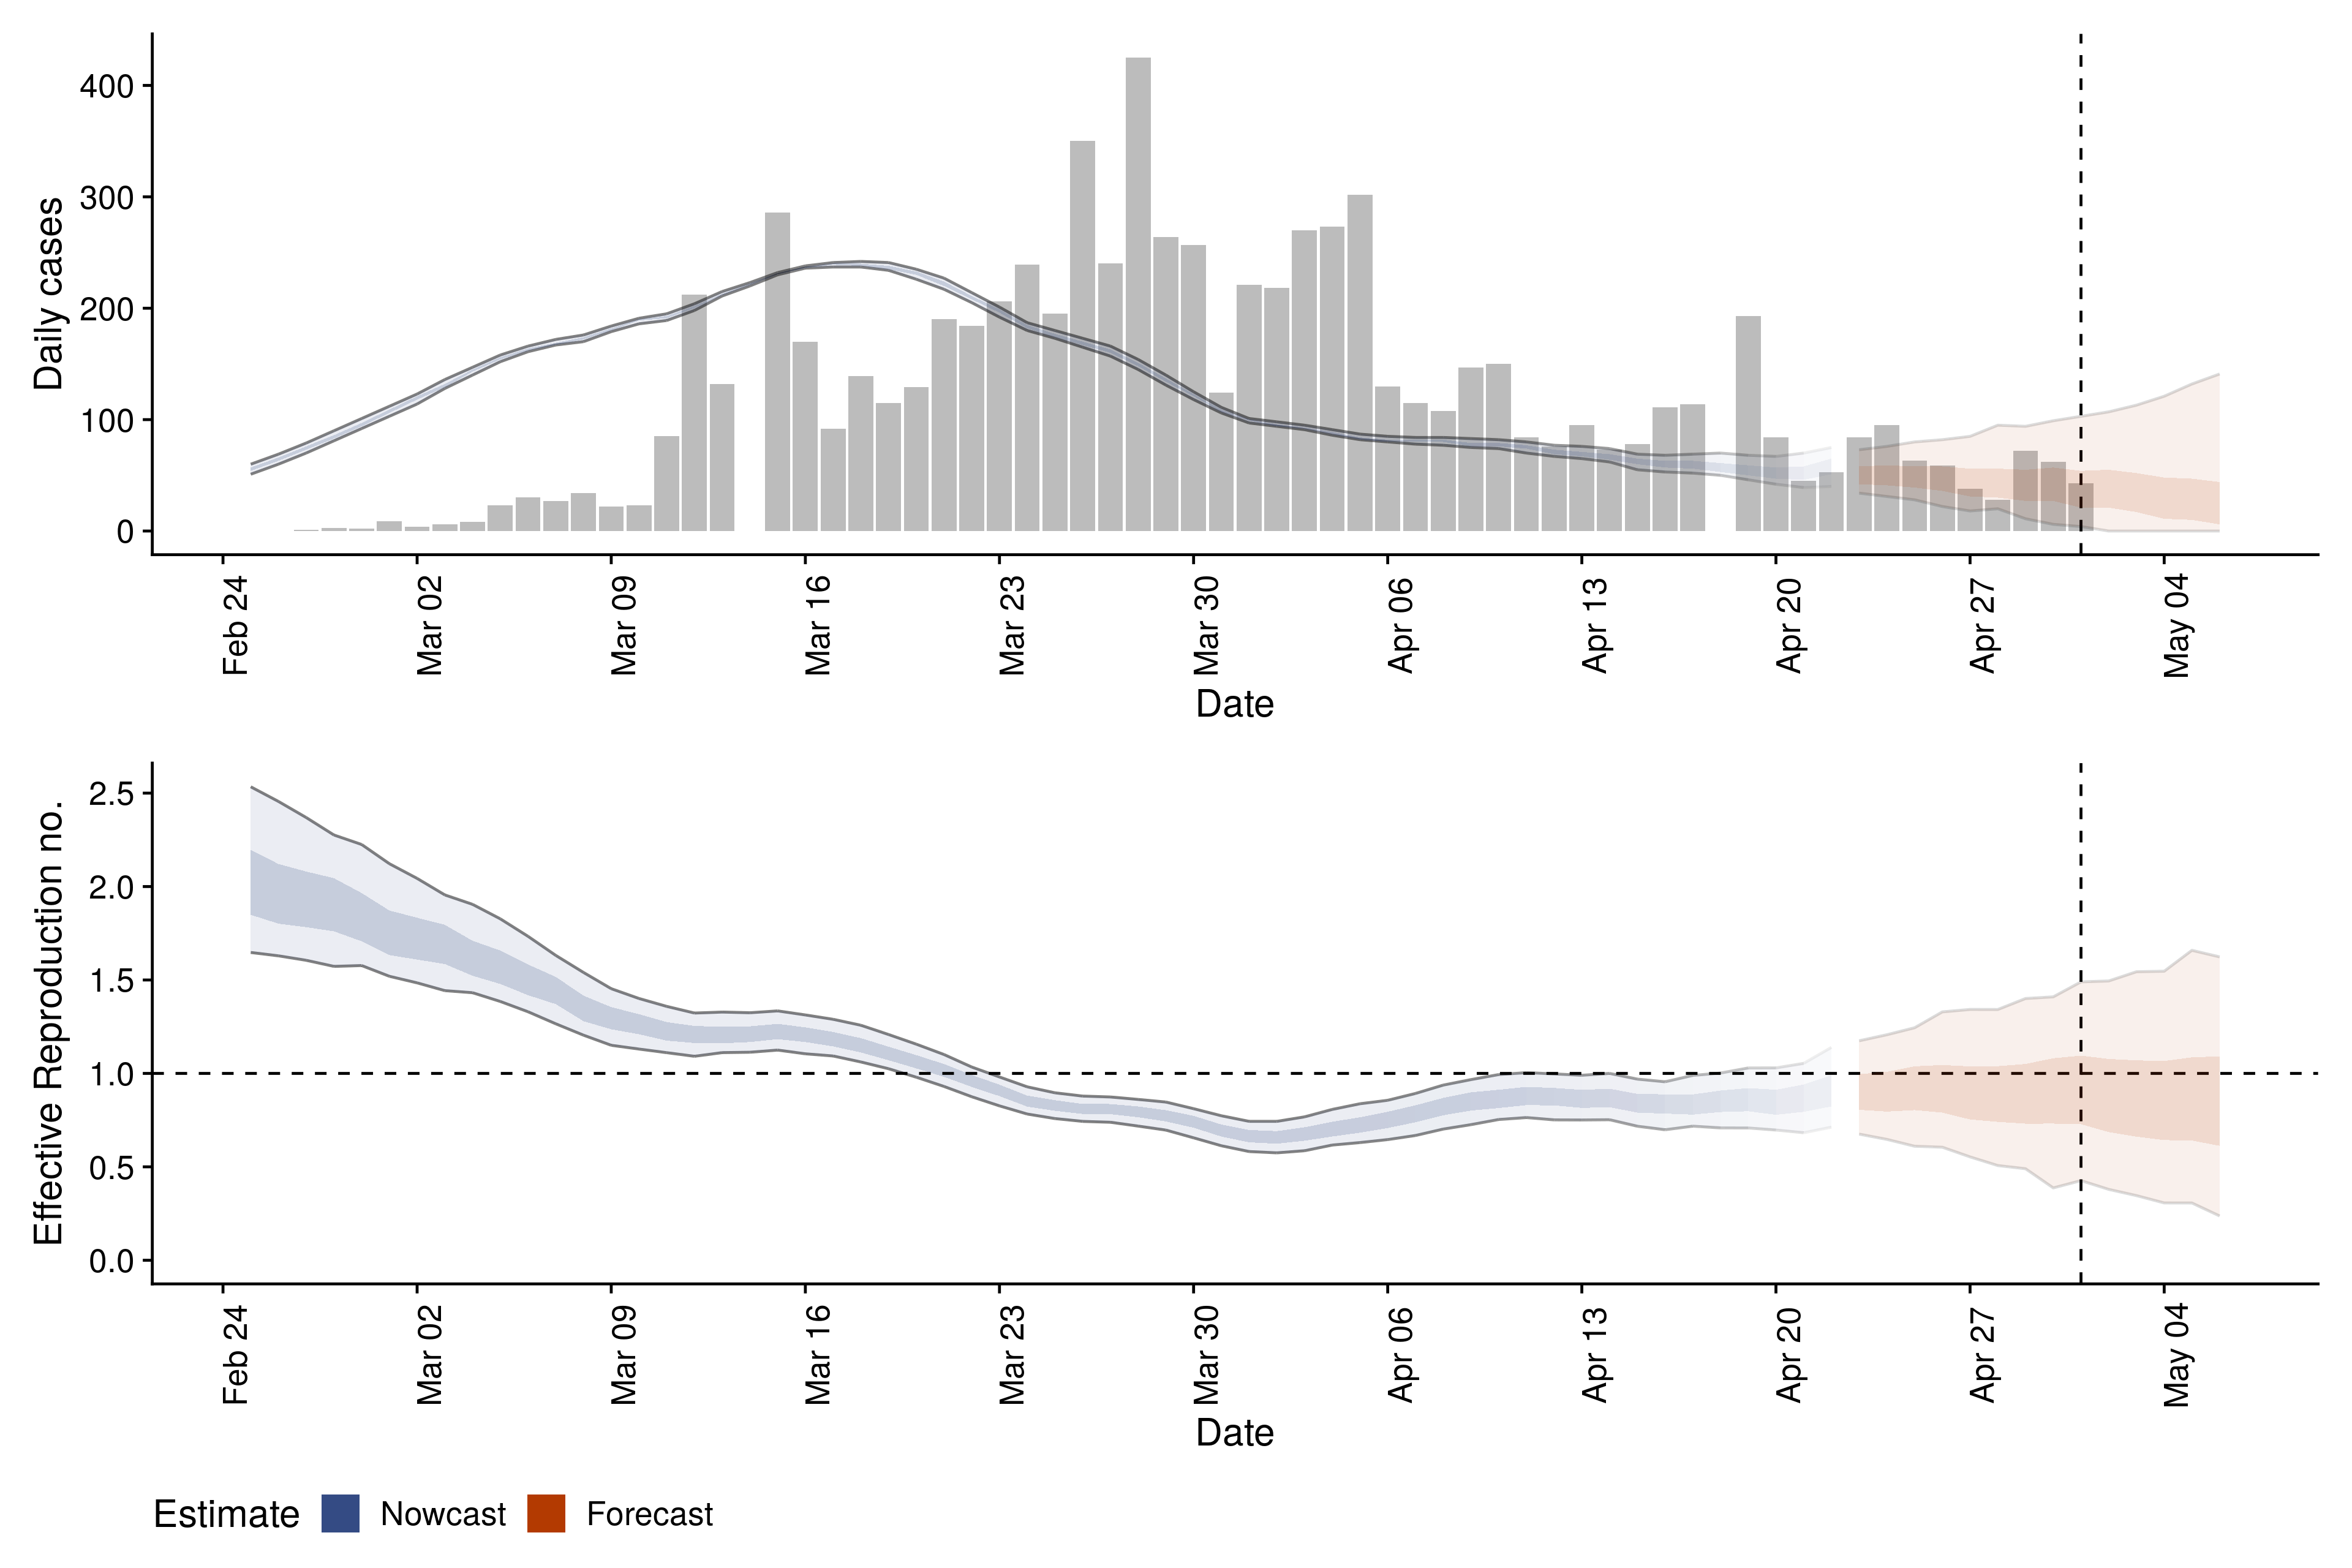 Daily cases
400
300
200
100
0
Feb 24
Mar 02
Mar 09
Mar 16
Mar 23
Mar 30
Apr 06
Apr 13
Apr 20
Apr 27
May 04
Date
Effective Reproduction no.
2.5
2.0
1.5
1.0
0.5
0.0
Feb 24
Mar 02
Mar 09
Mar 16
Mar 23
Mar 30
Apr 06
Apr 13
Apr 20
Apr 27
May 04
Date
Estimate Nowcast Forecast